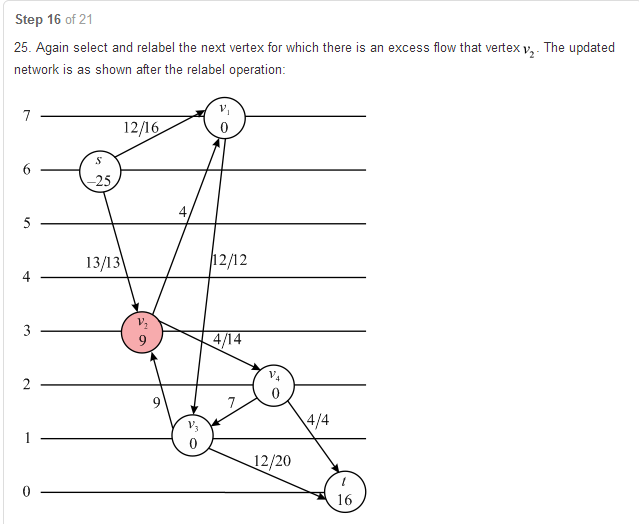 Step 16 of 21
25. Again select and relabel the next vertex for which there is an excess flow that vertex v₂. The updated
network is as shown after the relabel operation:
7
12/16
v₁
0
6
s
–25
5
4
13/13
12/12
4
3
v₂
9
4/14
2
v₄
0
9
7
1
v₃
0
4/4
12/20
0
t
16